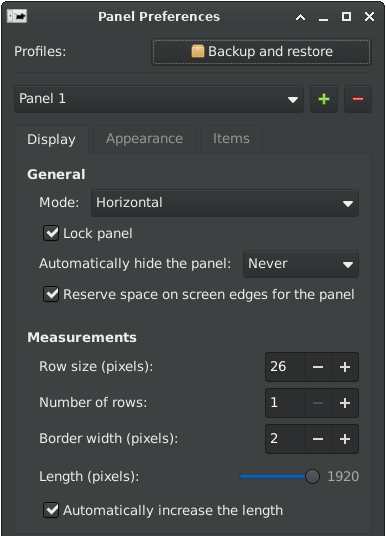 Panel Preferences
Profiles: Backup and restore
Panel 1
Display Appearance Items
General
Mode: Horizontal
Lock panel
Automatically hide the panel: Never
Reserve space on screen edges for the panel
Measurements
Row size (pixels): 26
Number of rows: 1
Border width (pixels): 2
Length (pixels): 1920
Automatically increase the length